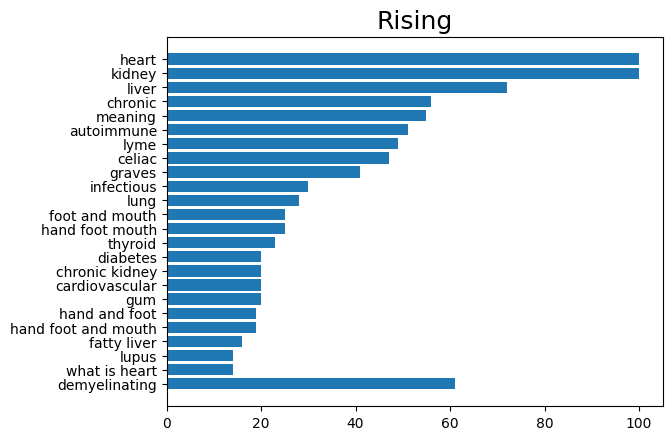 Rising
heart
kidney
liver
chronic
meaning
autoimmune
lyme
celiac
graves
infectious
lung
foot and mouth
hand foot mouth
thyroid
diabetes
chronic kidney
cardiovascular
gum
hand and foot
hand foot and mouth
fatty liver
lupus
what is heart
demyelinating
0 20 40 60 80 100